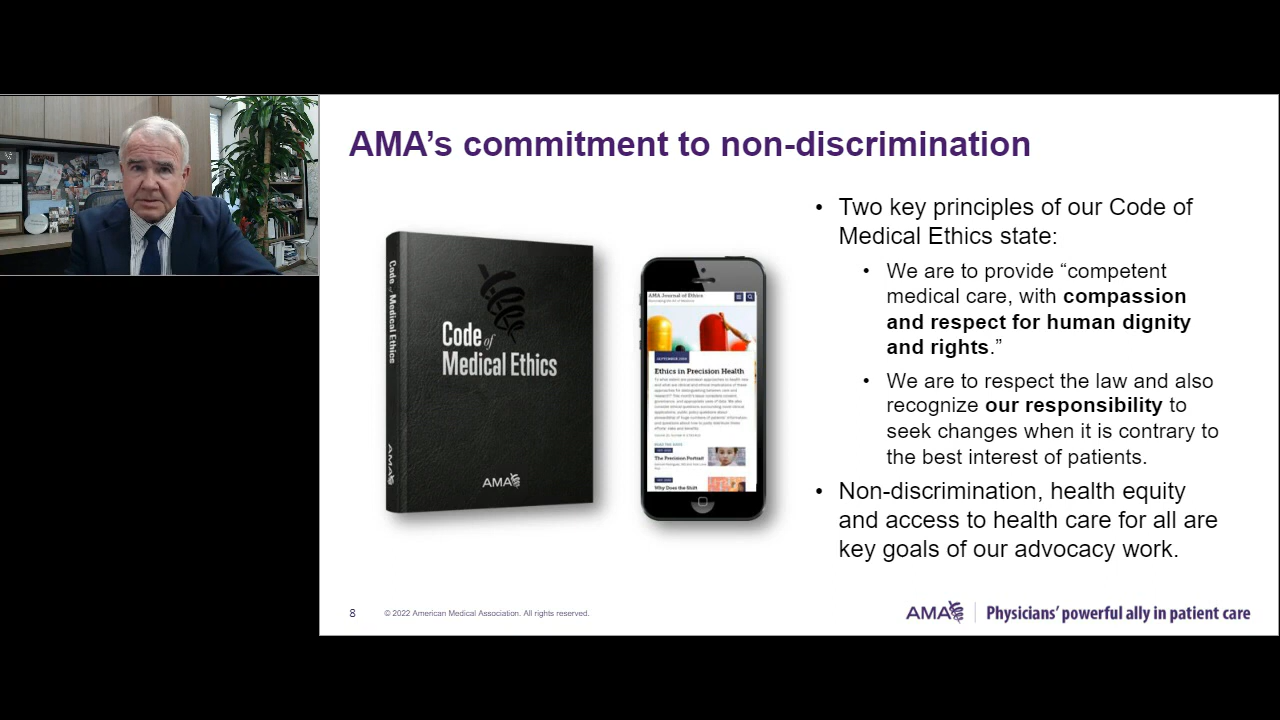 AMA’s commitment to non-discrimination
• Two key principles of our Code of
Medical Ethics state:
• We are to provide “competent
medical care, with compassion
and respect for human dignity
and rights.”
• We are to respect the law and also
recognize our responsibility to
seek changes when it is contrary to
the best interest of patients.
• Non-discrimination, health equity
and access to health care for all are
key goals of our advocacy work.
Code of Medical Ethics
AMA
Code of
Medical Ethics
AMA
AMA Journal of Ethics
SEPTEMBER 2018
Ethics in Precision Health
The Precision Portrait
Why Does the Shift
8
© 2022 American Medical Association. All rights reserved.
AMA
Physicians’ powerful ally in patient care